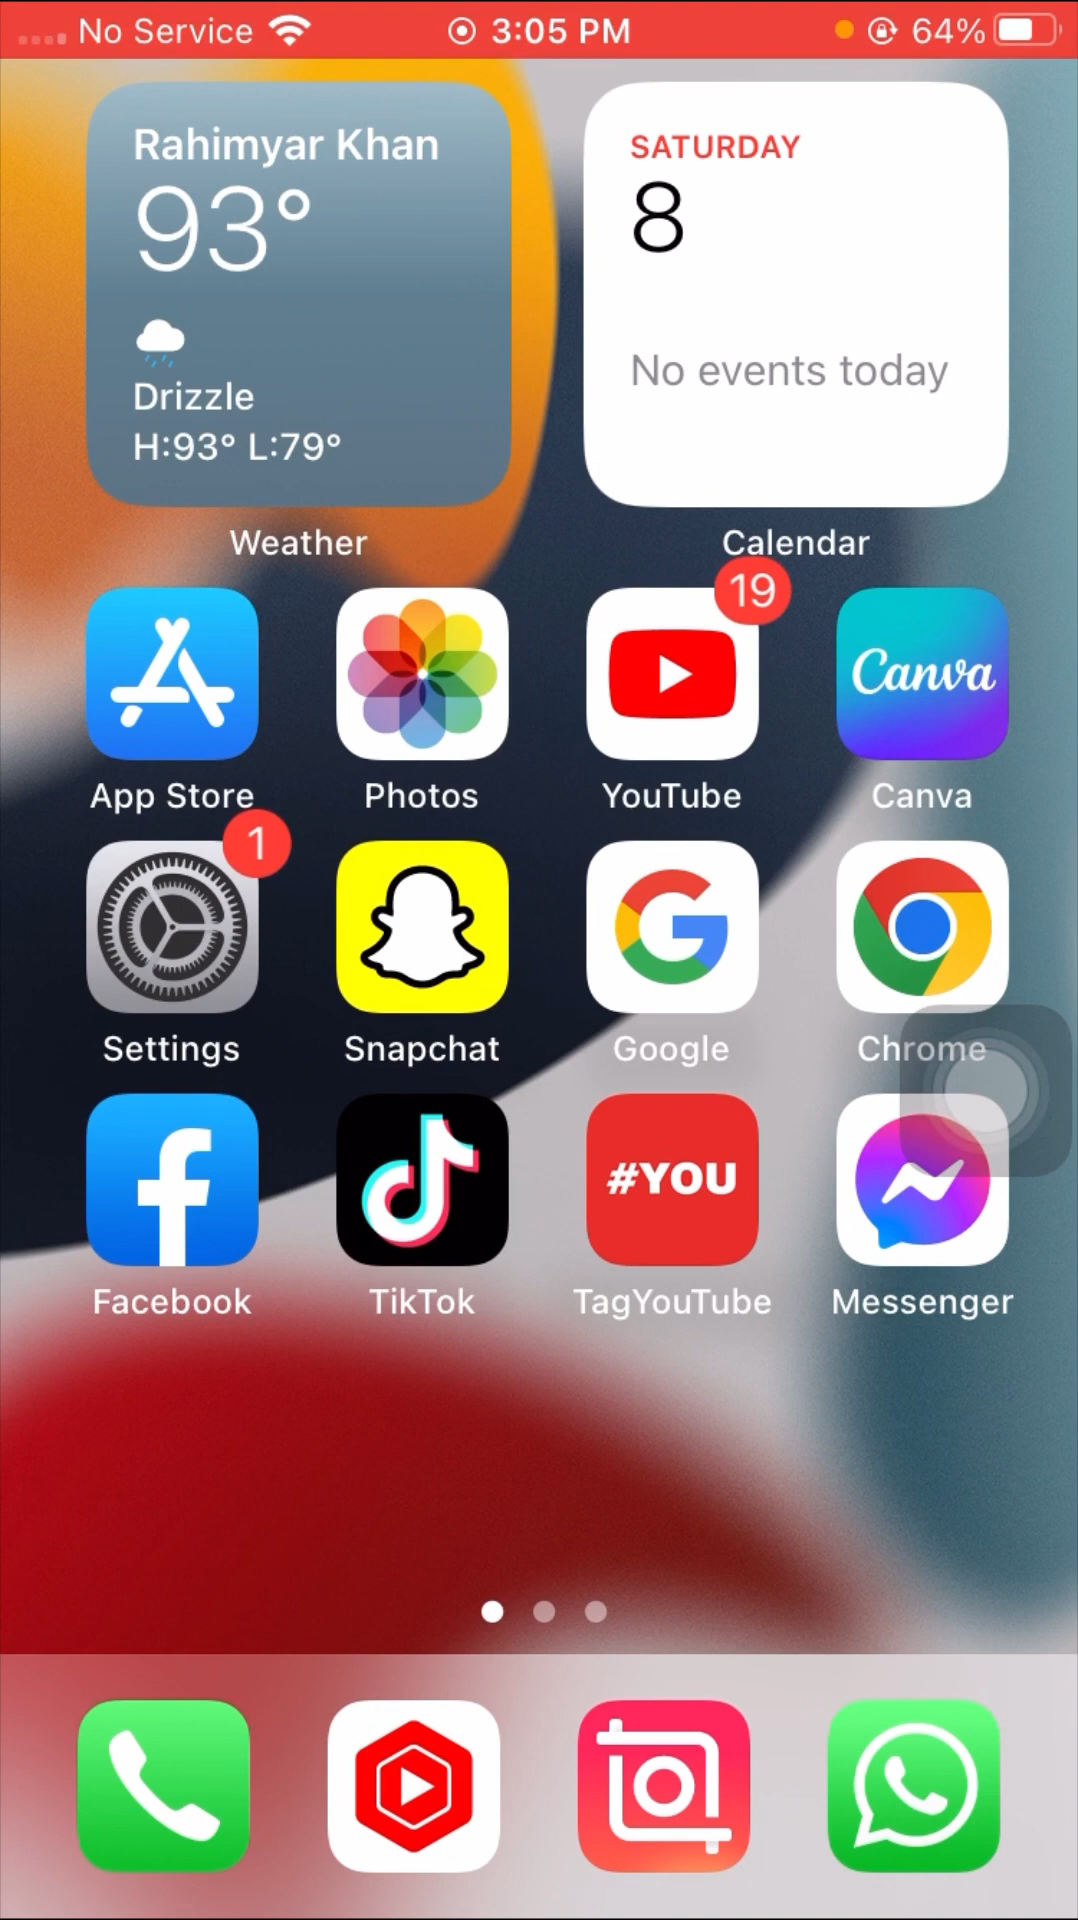 No Service 3:05 PM 64%
Rahimyar Khan
93°
Drizzle
H:93° L:79°
Weather
SATURDAY
8
No events today
Calendar
19
Canva
App Store Photos YouTube Canva
1
Settings Snapchat Google Chrome
#YOU
Facebook TikTok TagYouTube Messenger